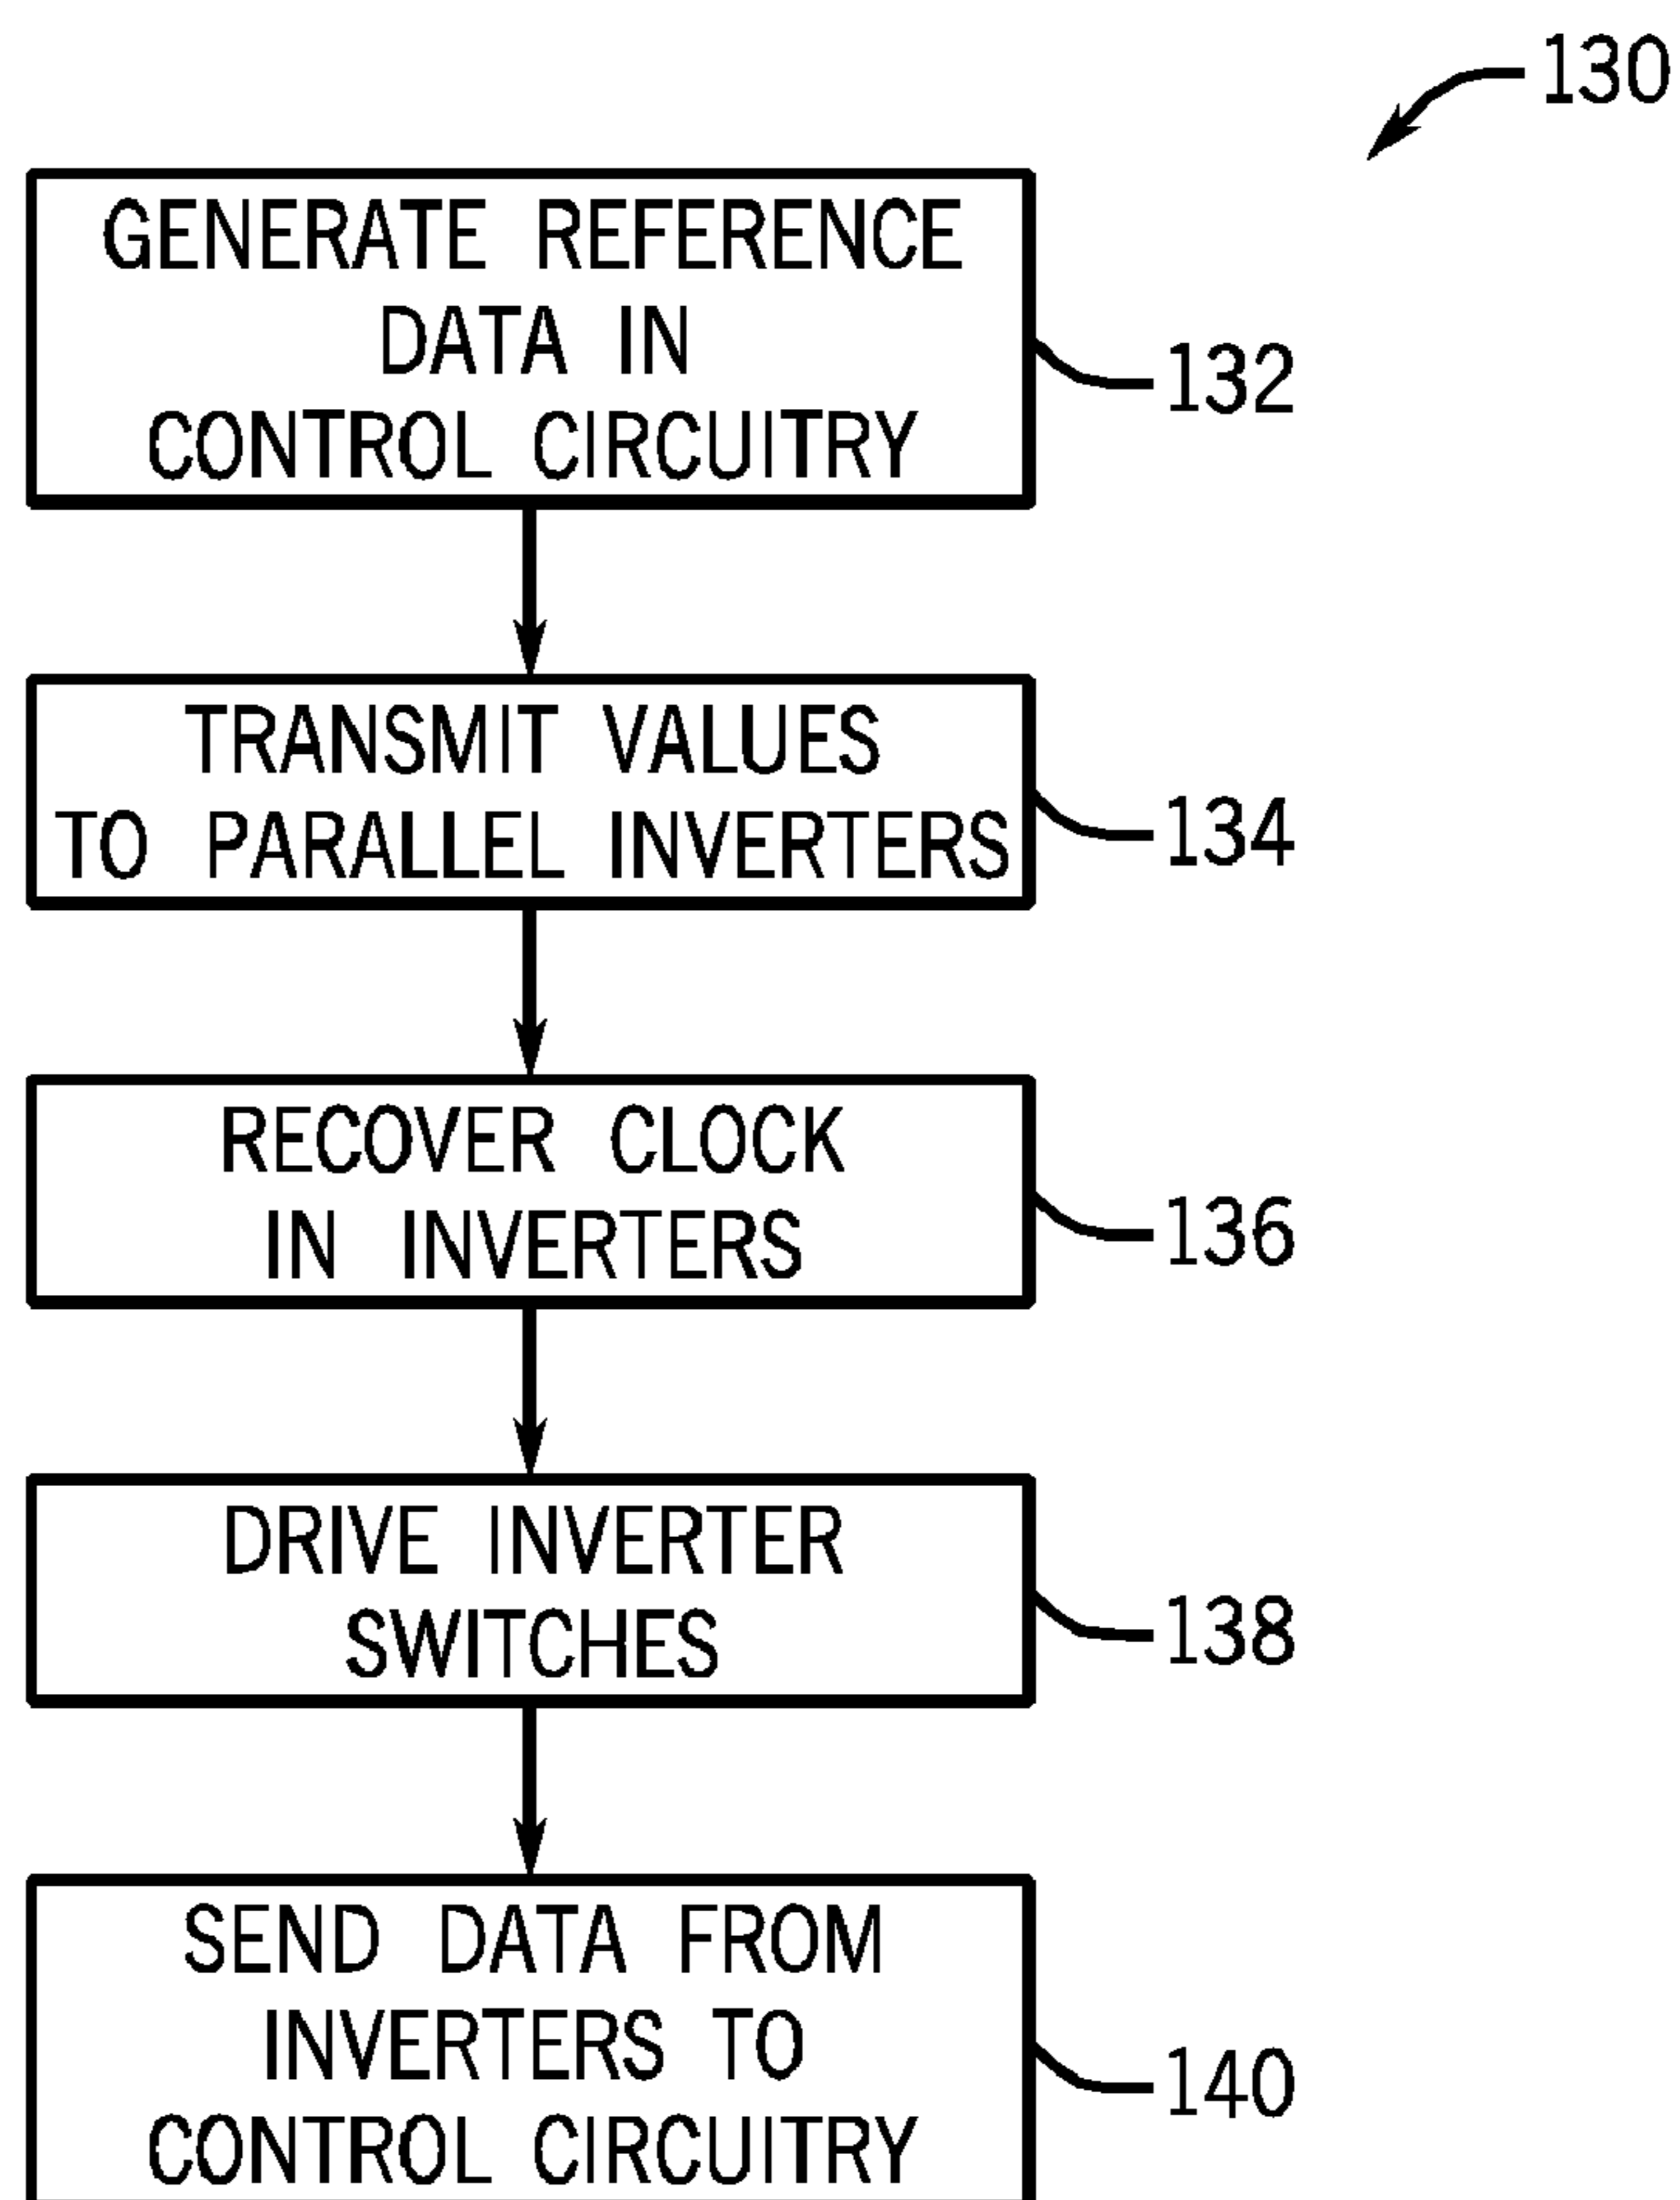 130
GENERATE REFERENCE
DATA IN
CONTROL CIRCUITRY
132
TRANSMIT VALUES
TO PARALLEL INVERTERS
134
RECOVER CLOCK
IN INVERTERS
136
DRIVE INVERTER
SWITCHES
138
SEND DATA FROM
INVERTERS TO
CONTROL CIRCUITRY
140